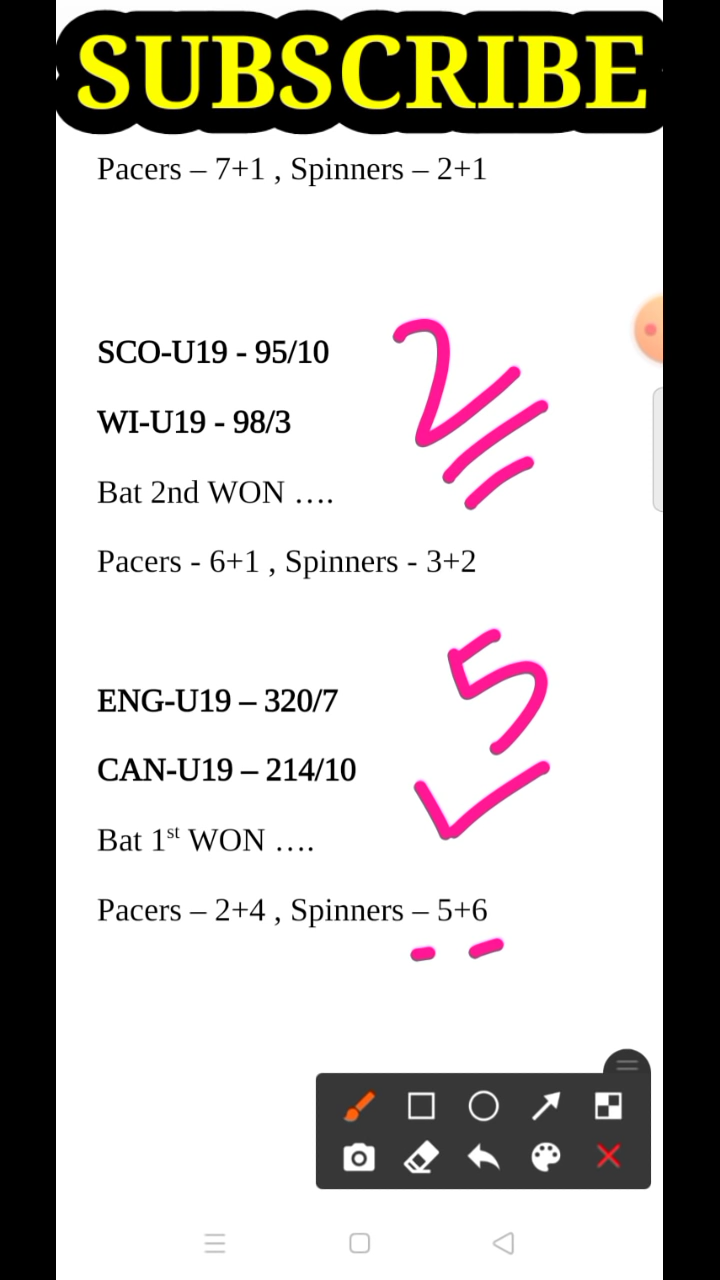 SUBSCRIBE
Pacers – 7+1 , Spinners – 2+1
SCO-U19 - 95/10
WI-U19 - 98/3
2
Bat 2nd WON ….
Pacers - 6+1 , Spinners - 3+2
5
ENG-U19 – 320/7
CAN-U19 – 214/10
Bat 1st WON ….
Pacers – 2+4 , Spinners – 5+6